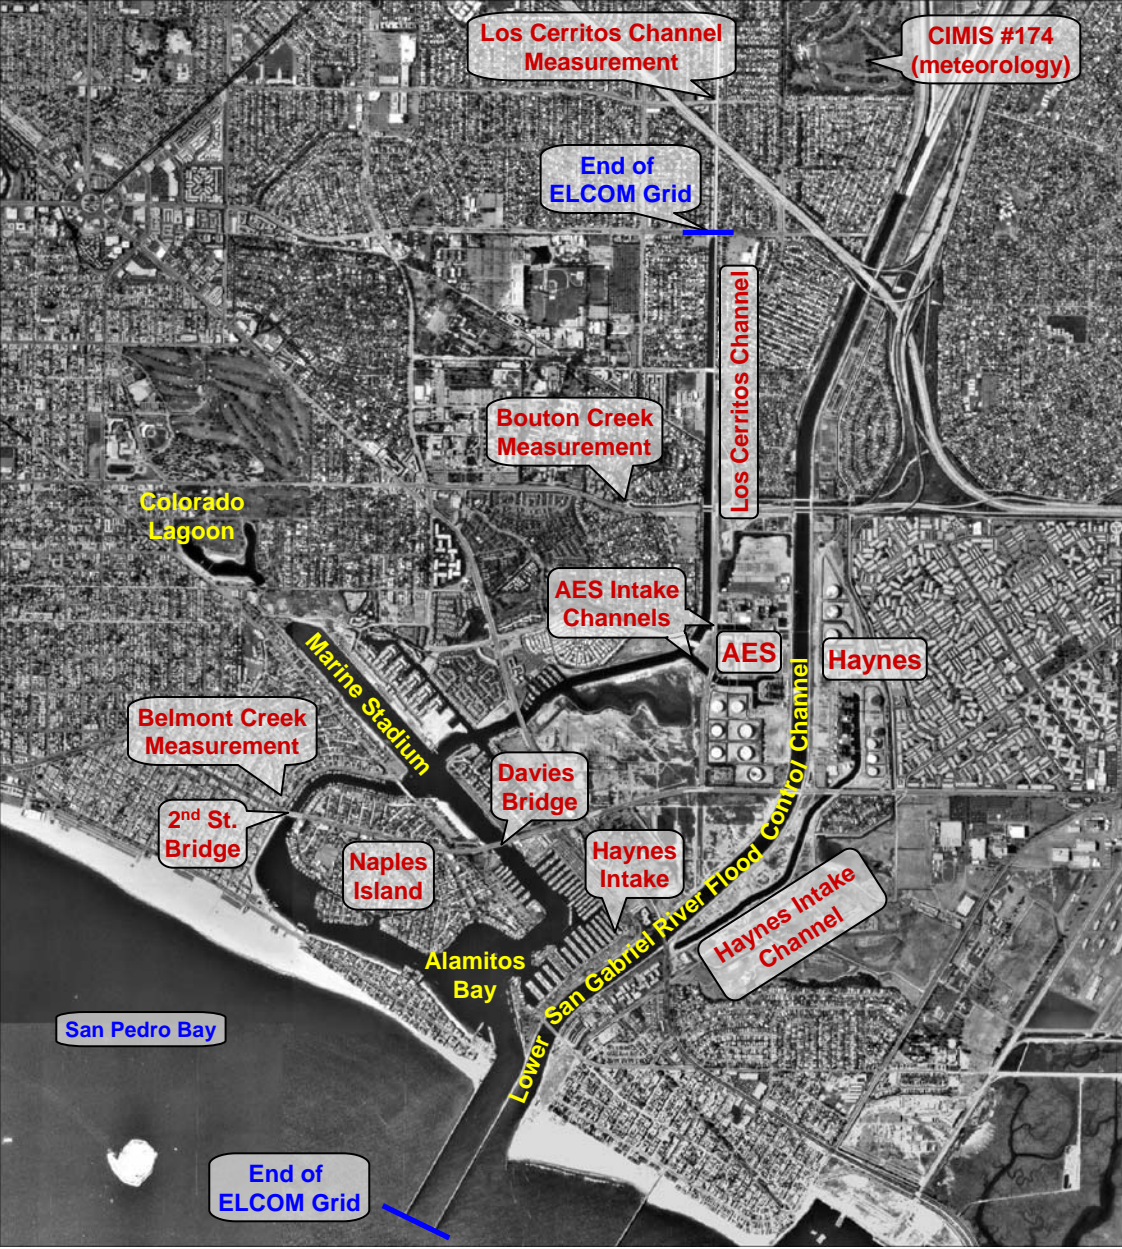 Los Cerritos Channel
Measurement
CIMIS #174
(meteorology)
End of
ELCOM Grid
Los Cerritos Channel
Bouton Creek
Measurement
Colorado
Lagoon
AES Intake
Channels
AES
Haynes
Marine Stadium
Belmont Creek
Measurement
Davies
Bridge
2nd St.
Bridge
Naples
Island
Haynes
Intake
Haynes Intake
Channel
Alamitos
Bay
Lower San Gabriel River Flood Control Channel
San Pedro Bay
End of
ELCOM Grid